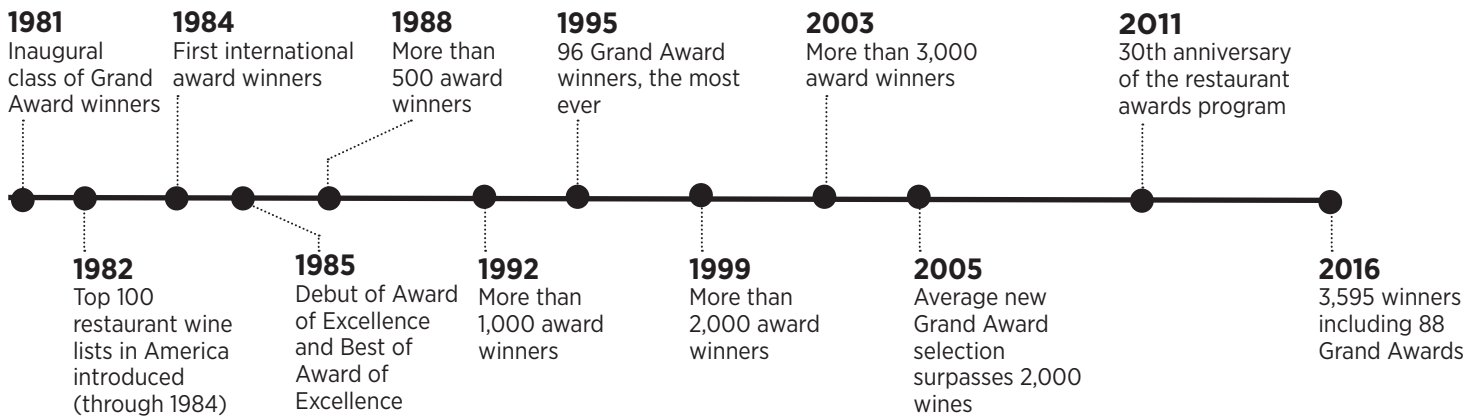 1981
Inaugural
class of Grand
Award winners
1984
First international
award winners
1988
More than
500 award
winners
1995
96 Grand Award
winners, the most
ever
2003
More than 3,000
award winners
2011
30th anniversary
of the restaurant
awards program
1982
Top 100
restaurant wine
lists in America
introduced
(through 1984)
1985
Debut of Award
of Excellence
and Best of
Award of
Excellence
1992
More than
1,000 award
winners
1999
More than
2,000 award
winners
2005
Average new
Grand Award
selection
surpasses 2,000
wines
2016
3,595 winners
including 88
Grand Awards